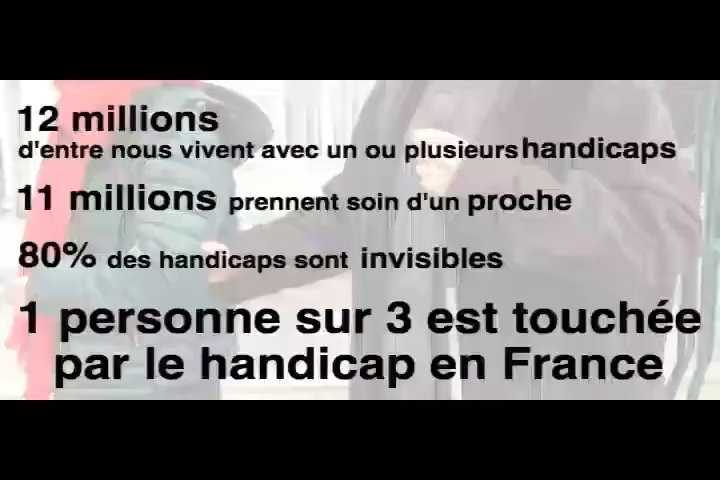 12 millions
d'entre nous vivent avec un ou plusieurs handicaps
11 millions prennent soin d'un proche
80% des handicaps sont invisibles
1 personne sur 3 est touchée
par le handicap en France